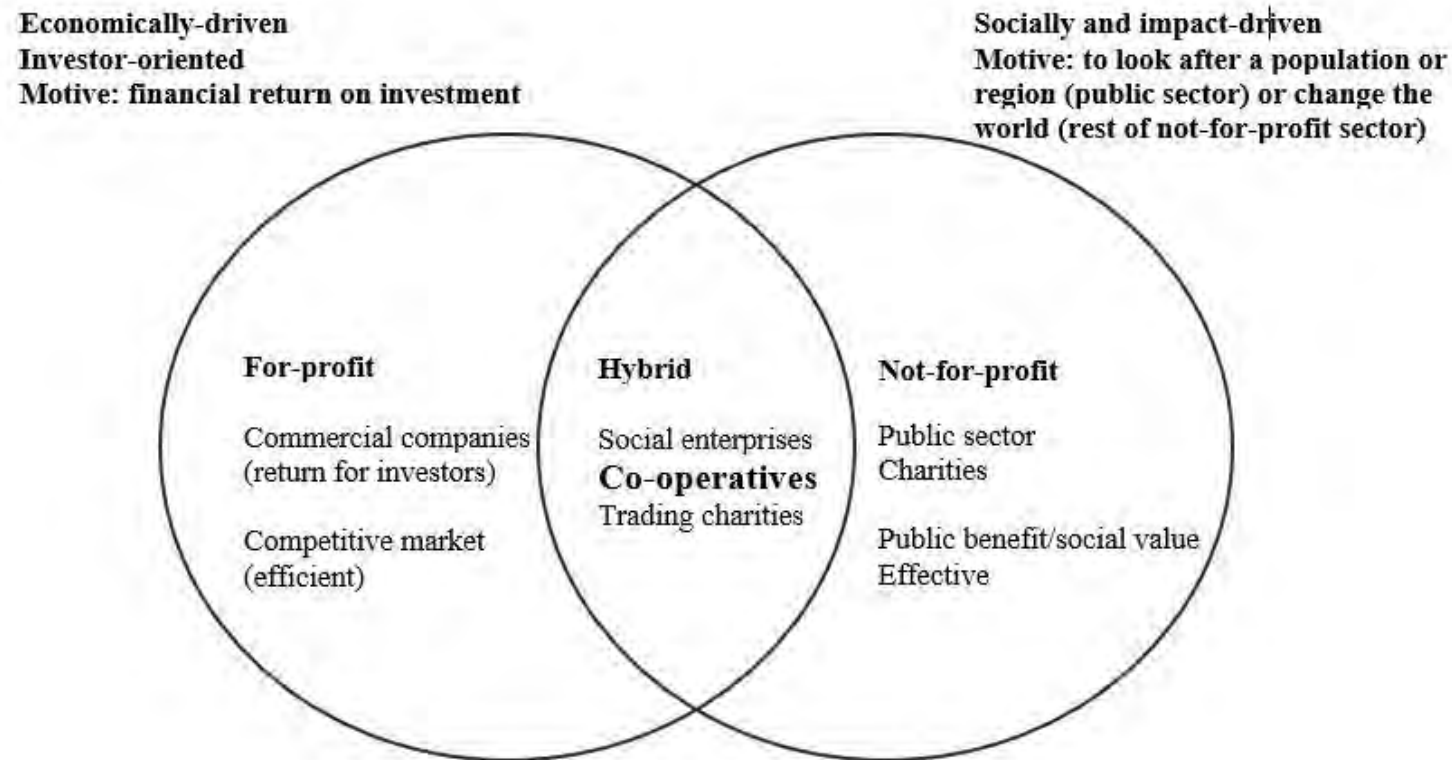 Economically-driven
Investor-oriented
Motive: financial return on investment
Socially and impact-driven
Motive: to look after a population or
region (public sector) or change the
world (rest of not-for-profit sector)
For-profit
Commercial companies
(return for investors)
Competitive market
(efficient)
Hybrid
Social enterprises
Co-operatives
Trading charities
Not-for-profit
Public sector
Charities
Public benefit/social value
Effective